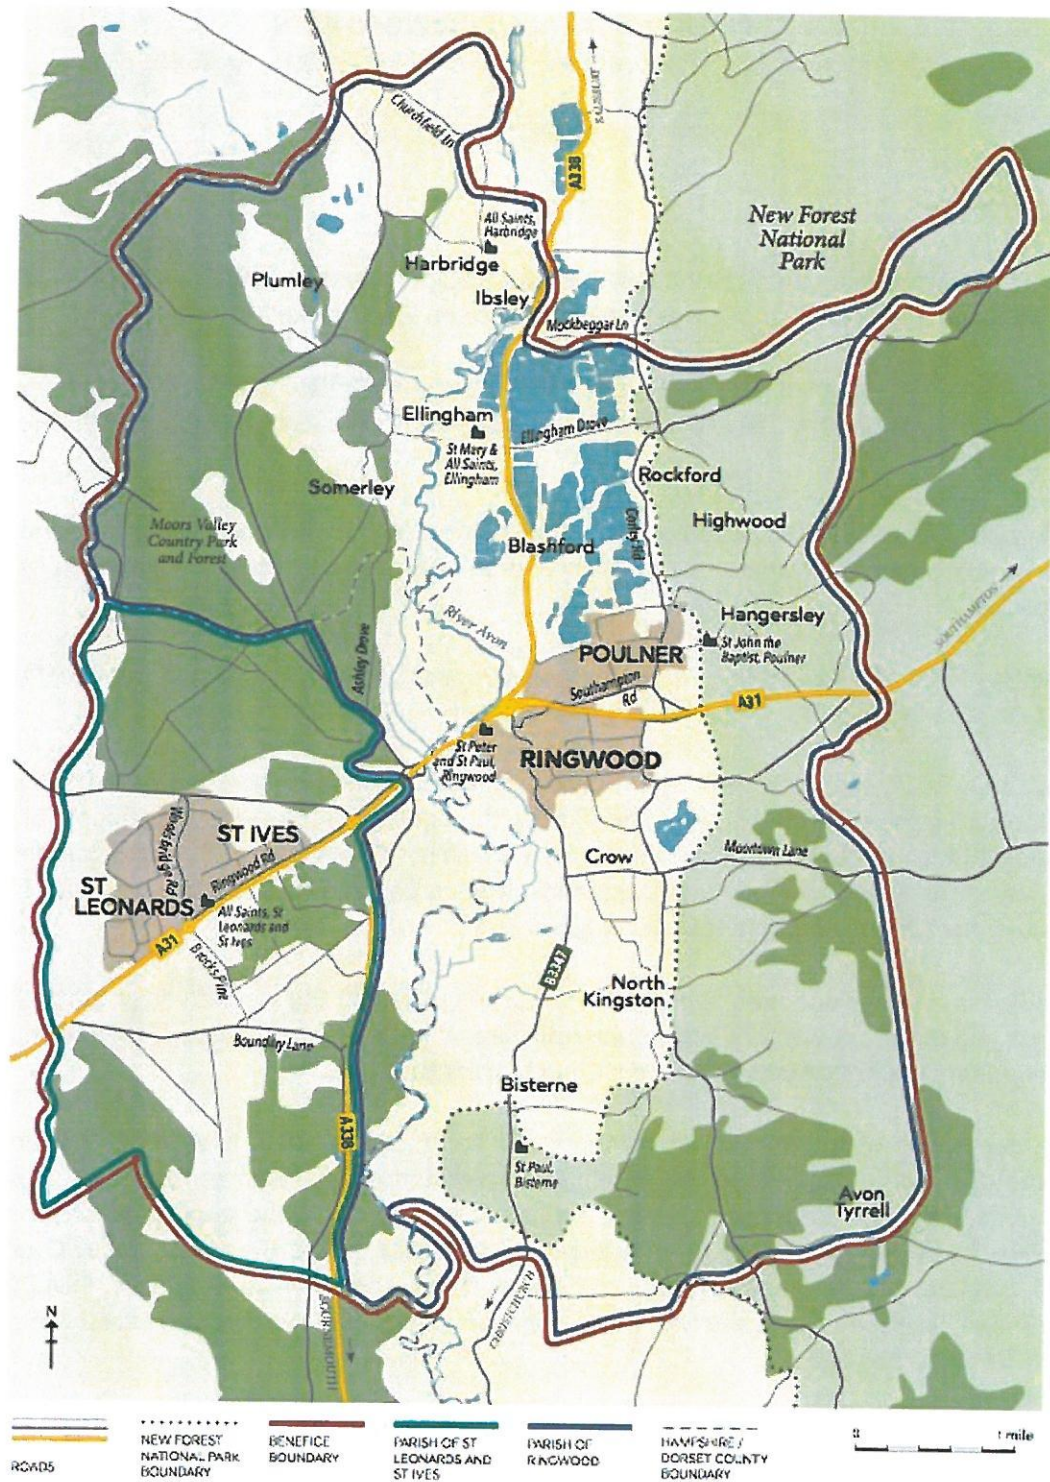 SALISBURY
Churchfield Ln
A338
All Saints,
Harbridge
New Forest
National
Park
Harbridge
Plumley
Ibsley
Mockbeggar Ln
Ellingham
St Mary &
All Saints,
Ellingham
Ellingham Drove
Rockford
Somerley
Moors Valley
Country Park
and Forest
Highwood
Blashford
SOUTHAMPTON
River Avon
Hangersley
St John the
Baptist, Poulner
POULNER
Ashley Dove
Southampton
Rd
A31
St Peter
and St Paul,
Ringwood
RINGWOOD
ST IVES
Ringwood Rd
Crow
Moortown Lane
ST
LEONARDS
All Saints, St
Leonards and
St Ives
A31
Brocks Pine
B3347
North
Kingston
Boundary Lane
Bisterne
A338
St Paul,
Bisterne
Avon
Tyrrell
N
BOURNEMOUTH
CHRISTCHURCH
ROADS
NEW FOREST
NATIONAL PARK
BOUNDARY
BENEFICE
BOUNDARY
PARISH OF ST
LEONARDS AND
ST IVES
PARISH OF
RINGWOOD
HAMPSHIRE /
DORSET COUNTY
BOUNDARY
0 1 mile